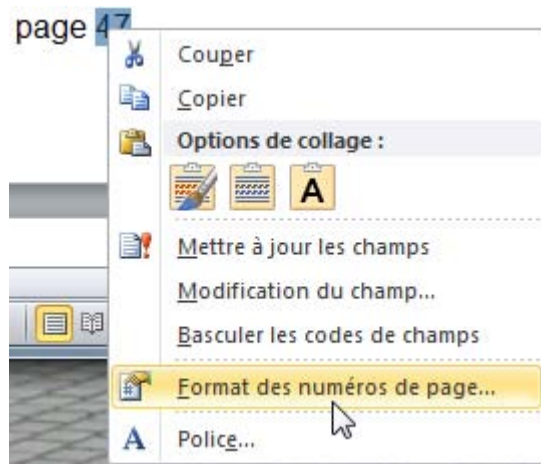 page 47
Couper
Copier
Options de collage :
A
Mettre à jour les champs
Modification du champ...
Basculer les codes de champs
Format des numéros de page...
A Police...